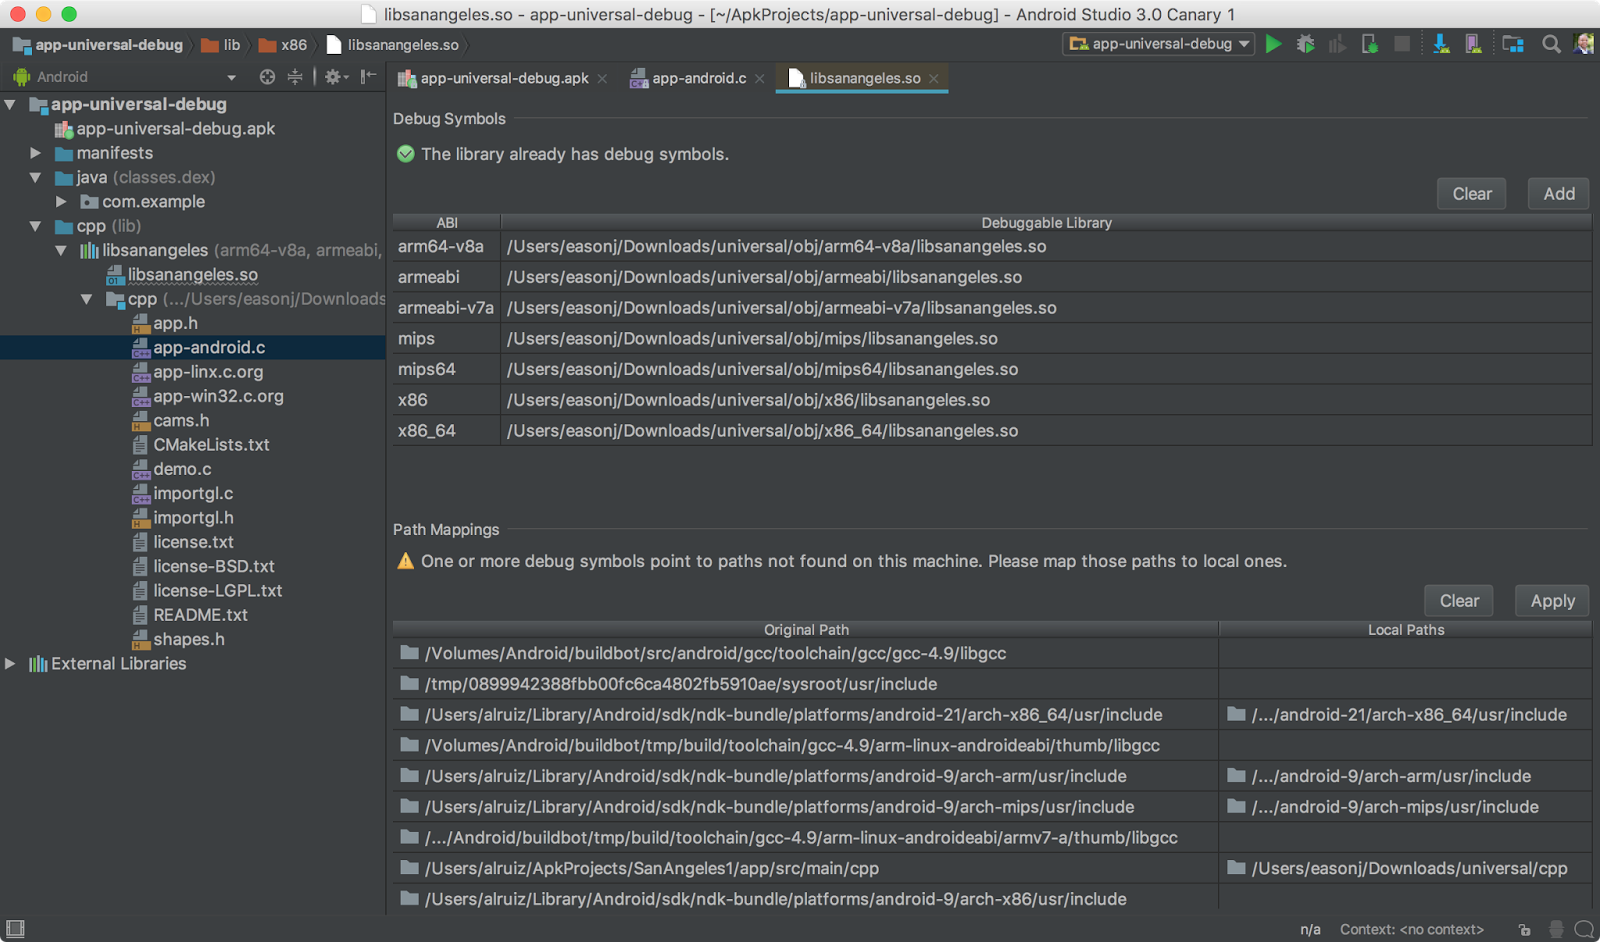 libsanangeles.so - app-universal-debug - [~/ApkProjects/app-universal-debug] - Android Studio 3.0 Canary 1
app-universal-debug lib x86 libsanangeles.so app-universal-debug
Android
app-universal-debug.apk app-android.c libsanangeles.so
app-universal-debug
app-universal-debug.apk
manifests
java (classes.dex)
com.example
cpp (lib)
libsanangeles (arm64-v8a, armeabi,
libsanangeles.so
cpp (.../Users/easonj/Downloads
app.h
app-android.c
app-linx.c.org
app-win32.c.org
cams.h
CMakeLists.txt
demo.c
importgl.c
importgl.h
license.txt
license-BSD.txt
license-LGPL.txt
README.txt
shapes.h
External Libraries
Debug Symbols
The library already has debug symbols.
Clear Add
ABI Debuggable Library
arm64-v8a /Users/easonj/Downloads/universal/obj/arm64-v8a/libsanangeles.so
armeabi /Users/easonj/Downloads/universal/obj/armeabi/libsanangeles.so
armeabi-v7a /Users/easonj/Downloads/universal/obj/armeabi-v7a/libsanangeles.so
mips /Users/easonj/Downloads/universal/obj/mips/libsanangeles.so
mips64 /Users/easonj/Downloads/universal/obj/mips64/libsanangeles.so
x86 /Users/easonj/Downloads/universal/obj/x86/libsanangeles.so
x86_64 /Users/easonj/Downloads/universal/obj/x86_64/libsanangeles.so
Path Mappings
One or more debug symbols point to paths not found on this machine. Please map those paths to local ones.
Clear Apply
Original Path Local Paths
/Volumes/Android/buildbot/src/android/gcc/toolchain/gcc/gcc-4.9/libgcc
/tmp/0899942388fbb00fc6ca4802fb5910ae/sysroot/usr/include
/Users/alruiz/Library/Android/sdk/ndk-bundle/platforms/android-21/arch-x86_64/usr/include /.../android-21/arch-x86_64/usr/include
/Volumes/Android/buildbot/tmp/build/toolchain/gcc-4.9/arm-linux-androideabi/thumb/libgcc
/Users/alruiz/Library/Android/sdk/ndk-bundle/platforms/android-9/arch-arm/usr/include /.../android-9/arch-arm/usr/include
/Users/alruiz/Library/Android/sdk/ndk-bundle/platforms/android-9/arch-mips/usr/include /.../android-9/arch-mips/usr/include
/.../Android/buildbot/tmp/build/toolchain/gcc-4.9/arm-linux-androideabi/armv7-a/thumb/libgcc
/Users/alruiz/ApkProjects/SanAngeles1/app/src/main/cpp /Users/easonj/Downloads/universal/cpp
/Users/alruiz/Library/Android/sdk/ndk-bundle/platforms/android-9/arch-x86/usr/include
n/a Context: <no context>